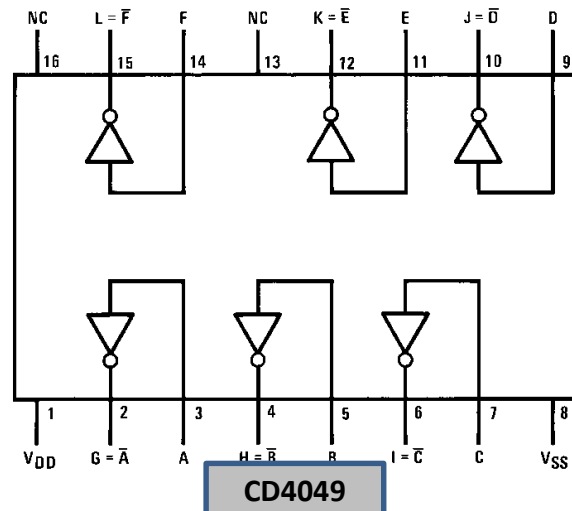 NC L = F̅ F NC K = E̅ E J = D̅ D
16 15 14 13 12 11 10 9
1 2 3 4 5 6 7 8
VDD G = A̅ A H = B̅ B I = C̅ C VSS
CD4049